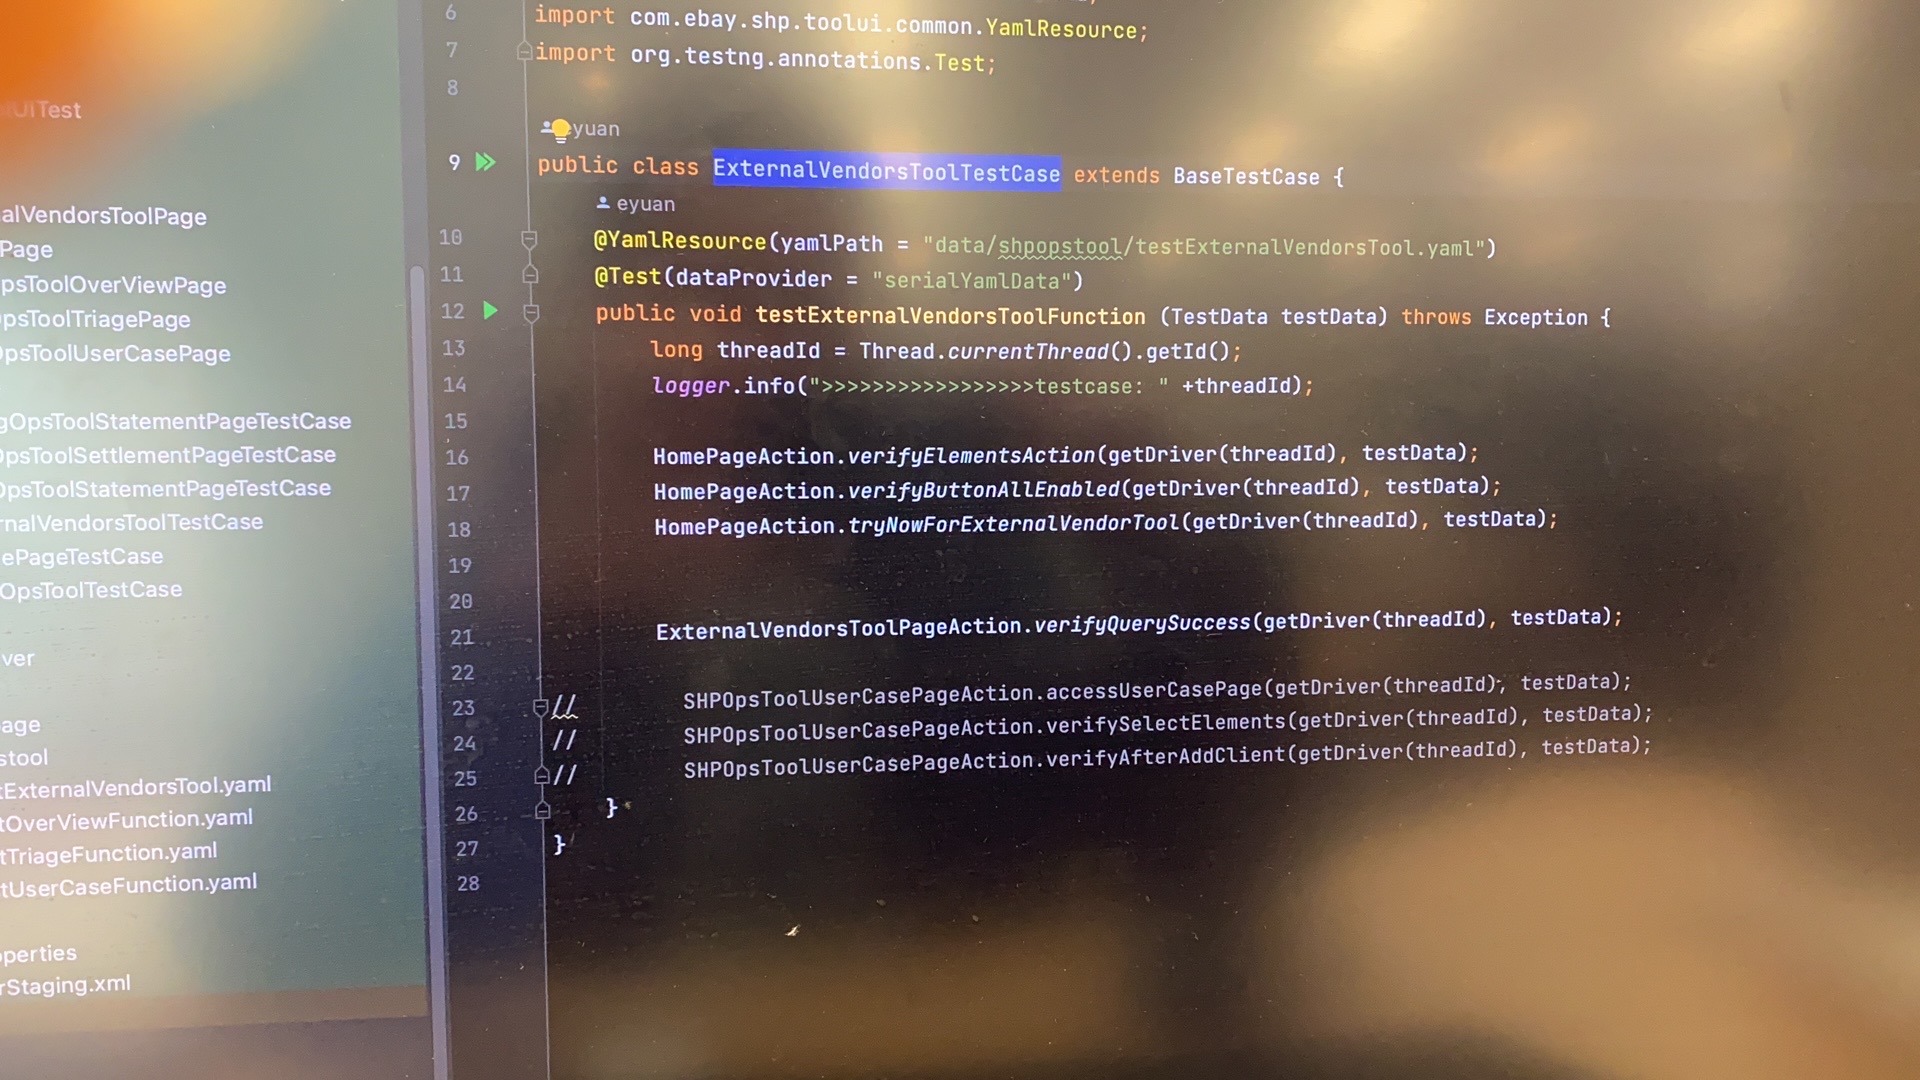 UITest
alVendorsToolPage
Page
psToolOverViewPage
psToolTriagePage
OpsToolUserCasePage
gOpsToolStatementPageTestCase
OpsToolSettlementPageTestCase
OpsToolStatementPageTestCase
rnalVendorsToolTestCase
ePageTestCase
OpsToolTestCase
ver
age
stool
tExternalVendorsTool.yaml
tOverViewFunction.yaml
tTriageFunction.yaml
tUserCaseFunction.yaml
operties
rStaging.xml
6 import com.ebay.shp.toolui.common.YamlResource;
7 import org.testng.annotations.Test;
8
eyuan
9 public class ExternalVendorsToolTestCase extends BaseTestCase {
eyuan
10 @YamlResource(yamlPath = "data/shpopstool/testExternalVendorsTool.yaml")
11 @Test(dataProvider = "serialYamlData")
12 public void testExternalVendorsToolFunction (TestData testData) throws Exception {
13 long threadId = Thread.currentThread().getId();
14 logger.info(">>>>>>>>>>>>>>>>>testcase: " +threadId);
15
16 HomePageAction.verifyElementsAction(getDriver(threadId), testData);
17 HomePageAction.verifyButtonAllEnabled(getDriver(threadId), testData);
18 HomePageAction.tryNowForExternalVendorTool(getDriver(threadId), testData);
19
20
21 ExternalVendorsToolPageAction.verifyQuerySuccess(getDriver(threadId), testData);
22
23 // SHPOpsToolUserCasePageAction.accessUserCasePage(getDriver(threadId), testData);
24 // SHPOpsToolUserCasePageAction.verifySelectElements(getDriver(threadId), testData);
25 // SHPOpsToolUserCasePageAction.verifyAfterAddClient(getDriver(threadId), testData);
26 }
27 }
28